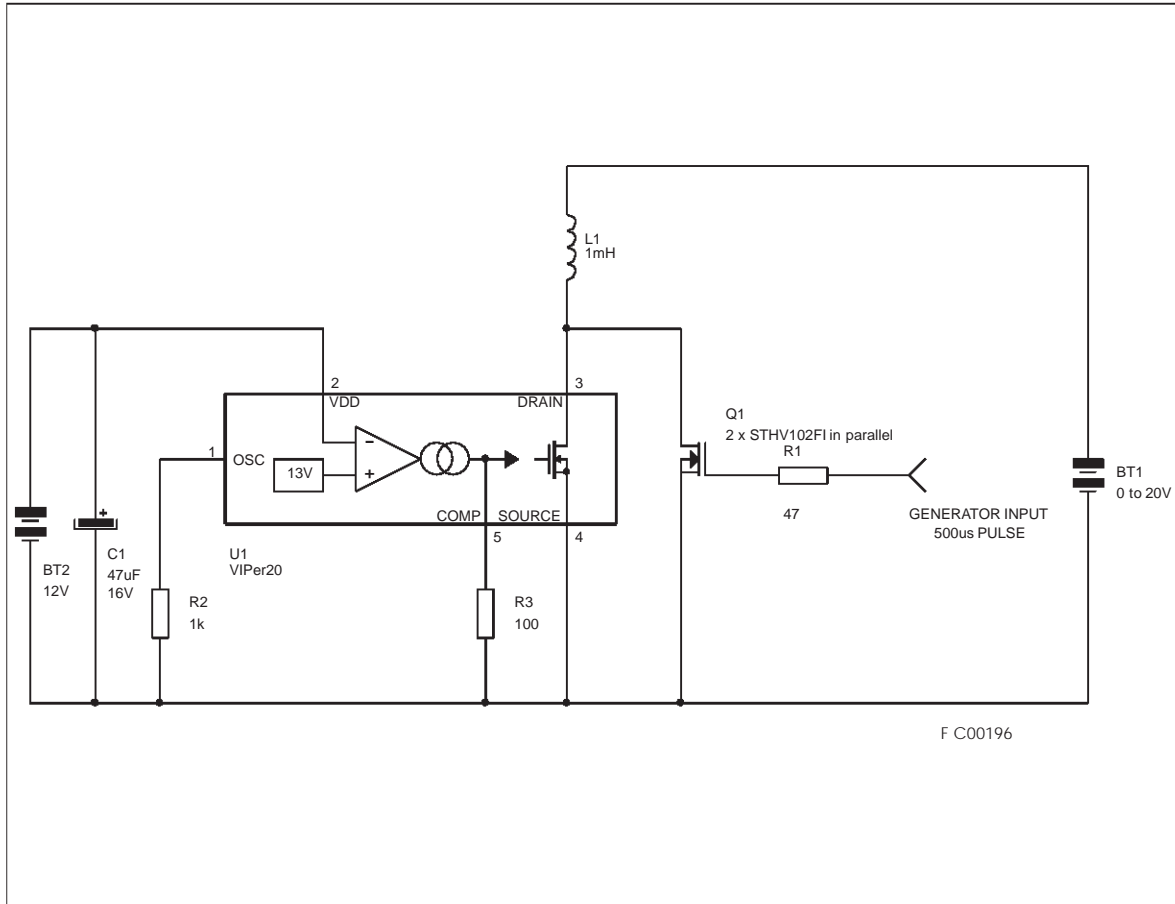 L1
1mH
2
VDD
3
DRAIN
1
OSC
13V
−
+
COMP
SOURCE
5
4
U1
VIPer20
Q1
2 x STHV102FI in parallel
R1
47
GENERATOR INPUT
500us PULSE
BT1
0 to 20V
BT2
12V
+
C1
47uF
16V
R2
1k
R3
100
F C00196